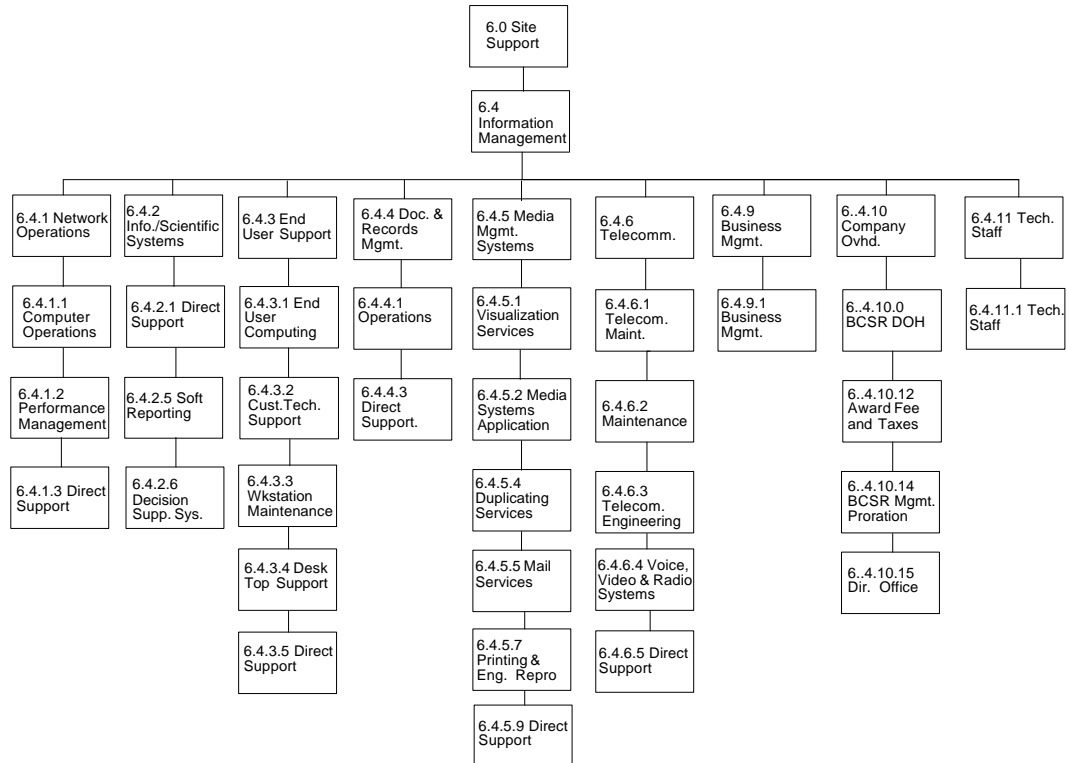 6.0 Site
Support
6.4
Information
Management
6.4.1 Network
Operations
6.4.1.1
Computer
Operations
6.4.1.2
Performance
Management
6.4.1.3 Direct
Support
6.4.2
Info./Scientific
Systems
6.4.2.1 Direct
Support
6.4.2.5 Soft
Reporting
6.4.2.6
Decision
Supp. Sys.
6.4.3 End
User Support
6.4.3.1 End
User
Computing
6.4.3.2
Cust.Tech.
Support
6.4.3.3
Wkstation
Maintenance
6.4.3.4 Desk
Top Support
6.4.3.5 Direct
Support
6.4.4 Doc. &
Records
Mgmt.
6.4.4.1
Operations
6.4.4.3
Direct
Support.
6.4.5 Media
Mgmt.
Systems
6.4.5.1
Visualization
Services
6.4.5.2 Media
Systems
Application
6.4.5.4
Duplicating
Services
6.4.5.5 Mail
Services
6.4.5.7
Printing &
Eng. Repro
6.4.5.9 Direct
Support
6.4.6
Telecomm.
6.4.6.1
Telecom.
Maint.
6.4.6.2
Maintenance
6.4.6.3
Telecom.
Engineering
6.4.6.4 Voice,
Video & Radio
Systems
6.4.6.5 Direct
Support
6.4.9
Business
Mgmt.
6.4.9.1
Business
Mgmt.
6..4.10
Company
Ovhd.
6..4.10.0
BCSR DOH
6..4.10.12
Award Fee
and Taxes
6..4.10.14
BCSR Mgmt.
Proration
6..4.10.15
Dir. Office
6.4.11 Tech.
Staff
6.4.11.1 Tech.
Staff